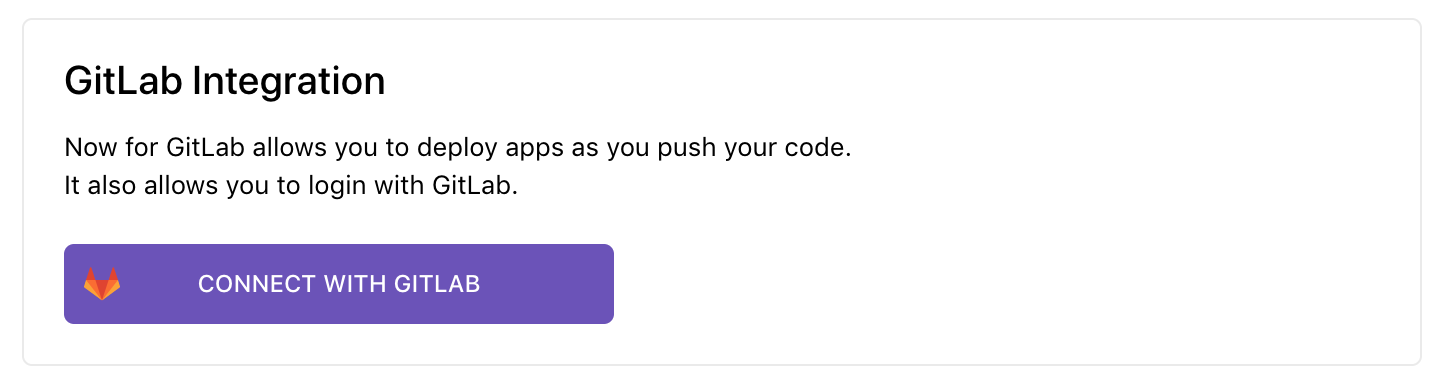 GitLab Integration
Now for GitLab allows you to deploy apps as you push your code.
It also allows you to login with GitLab.
CONNECT WITH GITLAB